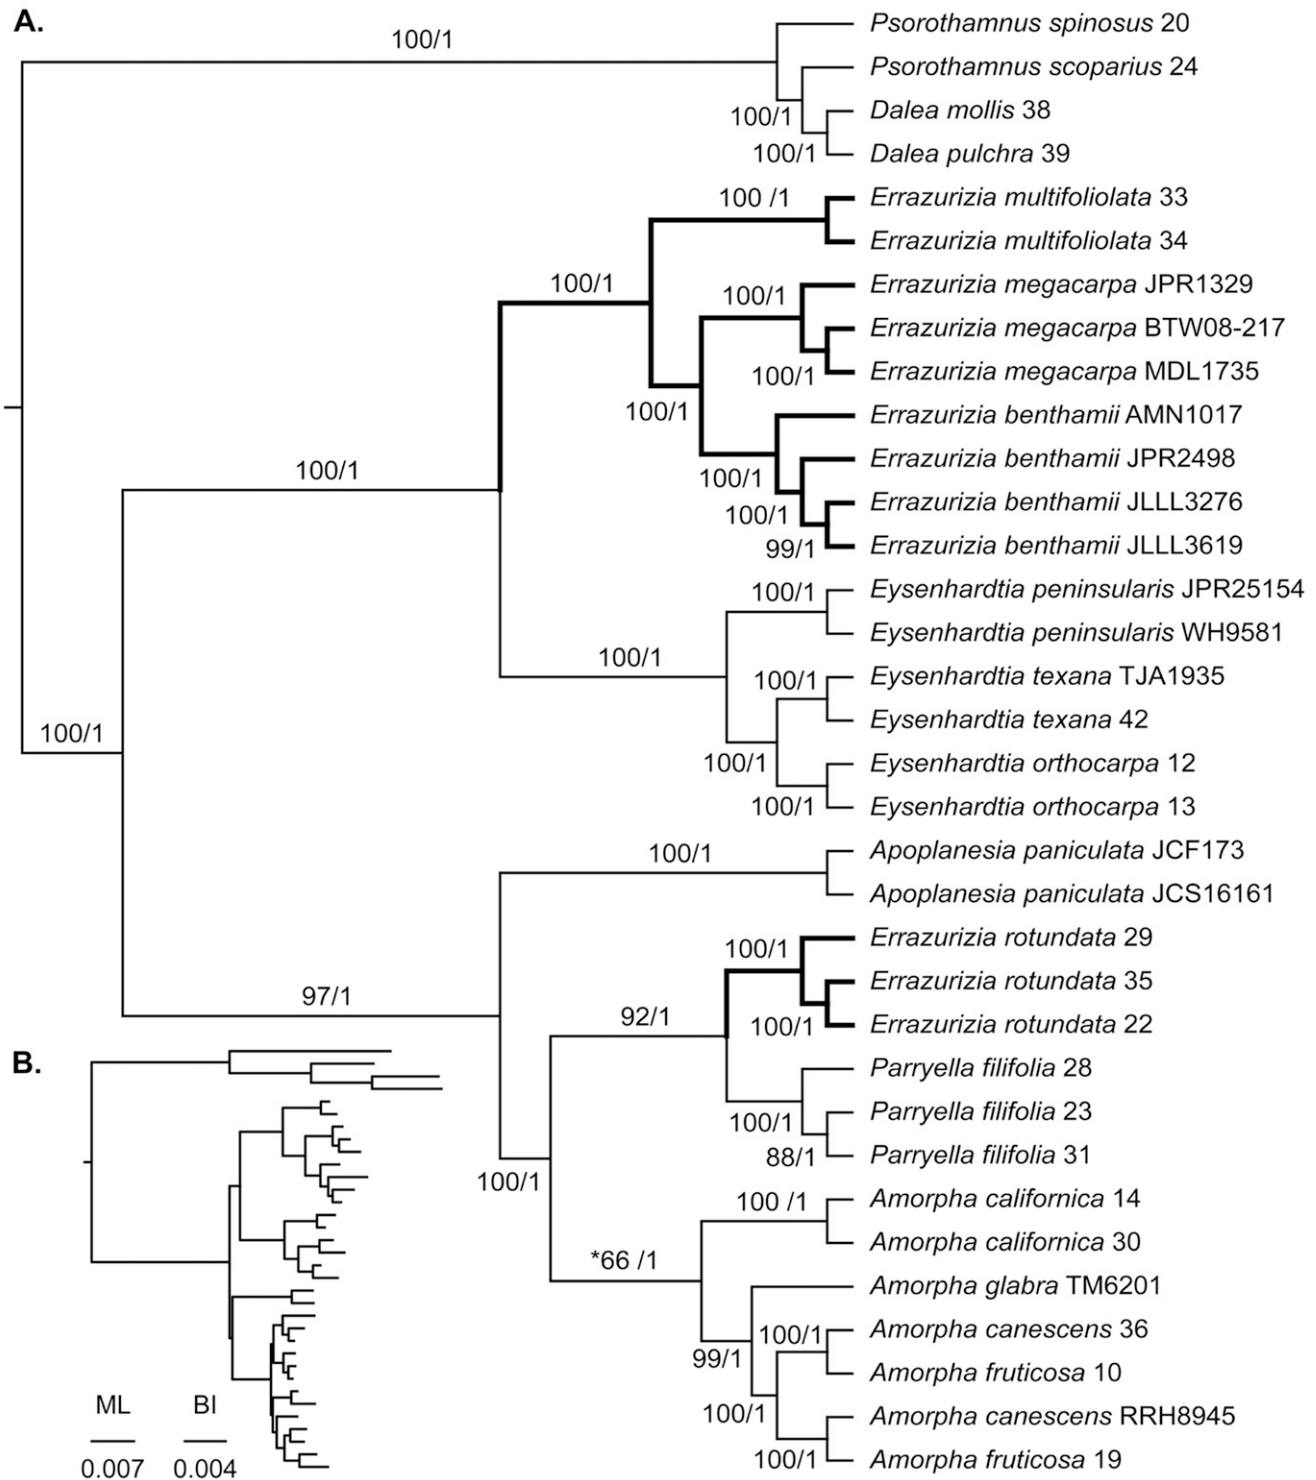 A.
100/1
Psorothamnus spinosus 20
Psorothamnus scoparius 24
100/1
Dalea mollis 38
100/1
Dalea pulchra 39
100 /1
Errazurizia multifoliolata 33
Errazurizia multifoliolata 34
100/1
100/1
Errazurizia megacarpa JPR1329
Errazurizia megacarpa BTW08-217
100/1
Errazurizia megacarpa MDL1735
100/1
Errazurizia benthamii AMN1017
100/1
Errazurizia benthamii JPR2498
100/1
100/1
Errazurizia benthamii JLLL3276
99/1
Errazurizia benthamii JLLL3619
100/1
Eysenhardtia peninsularis JPR25154
Eysenhardtia peninsularis WH9581
100/1
100/1
Eysenhardtia texana TJA1935
Eysenhardtia texana 42
100/1
100/1
Eysenhardtia orthocarpa 12
100/1
Eysenhardtia orthocarpa 13
100/1
Apoplanesia paniculata JCF173
Apoplanesia paniculata JCS16161
100/1
Errazurizia rotundata 29
97/1
Errazurizia rotundata 35
92/1
100/1
Errazurizia rotundata 22
B.
Parryella filifolia 28
100/1
Parryella filifolia 23
88/1
Parryella filifolia 31
100/1
100 /1
Amorpha californica 14
Amorpha californica 30
*66 /1
Amorpha glabra TM6201
100/1
Amorpha canescens 36
99/1
Amorpha fruticosa 10
100/1
Amorpha canescens RRH8945
100/1
Amorpha fruticosa 19
ML BI
0.007 0.004